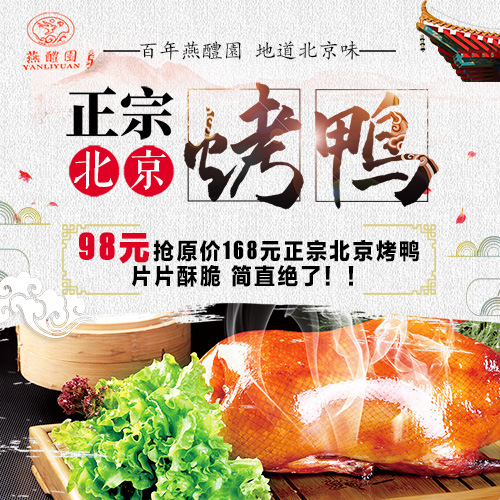 燕醴園
YANLIYUAN
百年燕醴園 地道北京味
正宗
北京
烤鸭
98元抢原价168元正宗北京烤鸭
片片酥脆 简直绝了！！